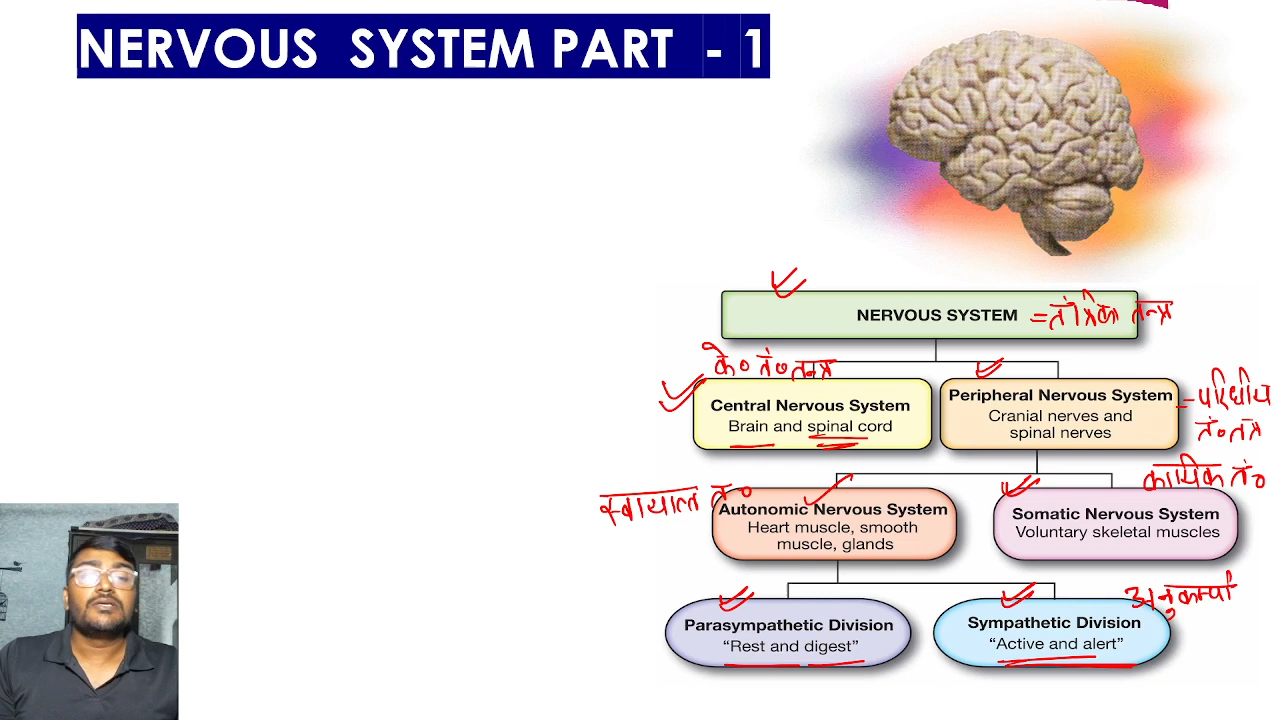 NERVOUS SYSTEM PART - 1
NERVOUS SYSTEM = तंत्रिका तन्त्र
के० तं० तन्त्र
Central Nervous System
Brain and spinal cord
Peripheral Nervous System
Cranial nerves and
spinal nerves
= परिधीय
तं० तंत्र
स्वायात्त तं०
Autonomic Nervous System
Heart muscle, smooth
muscle, glands
कायिक तं०
Somatic Nervous System
Voluntary skeletal muscles
Parasympathetic Division
“Rest and digest”
अनुकम्पी
Sympathetic Division
“Active and alert”